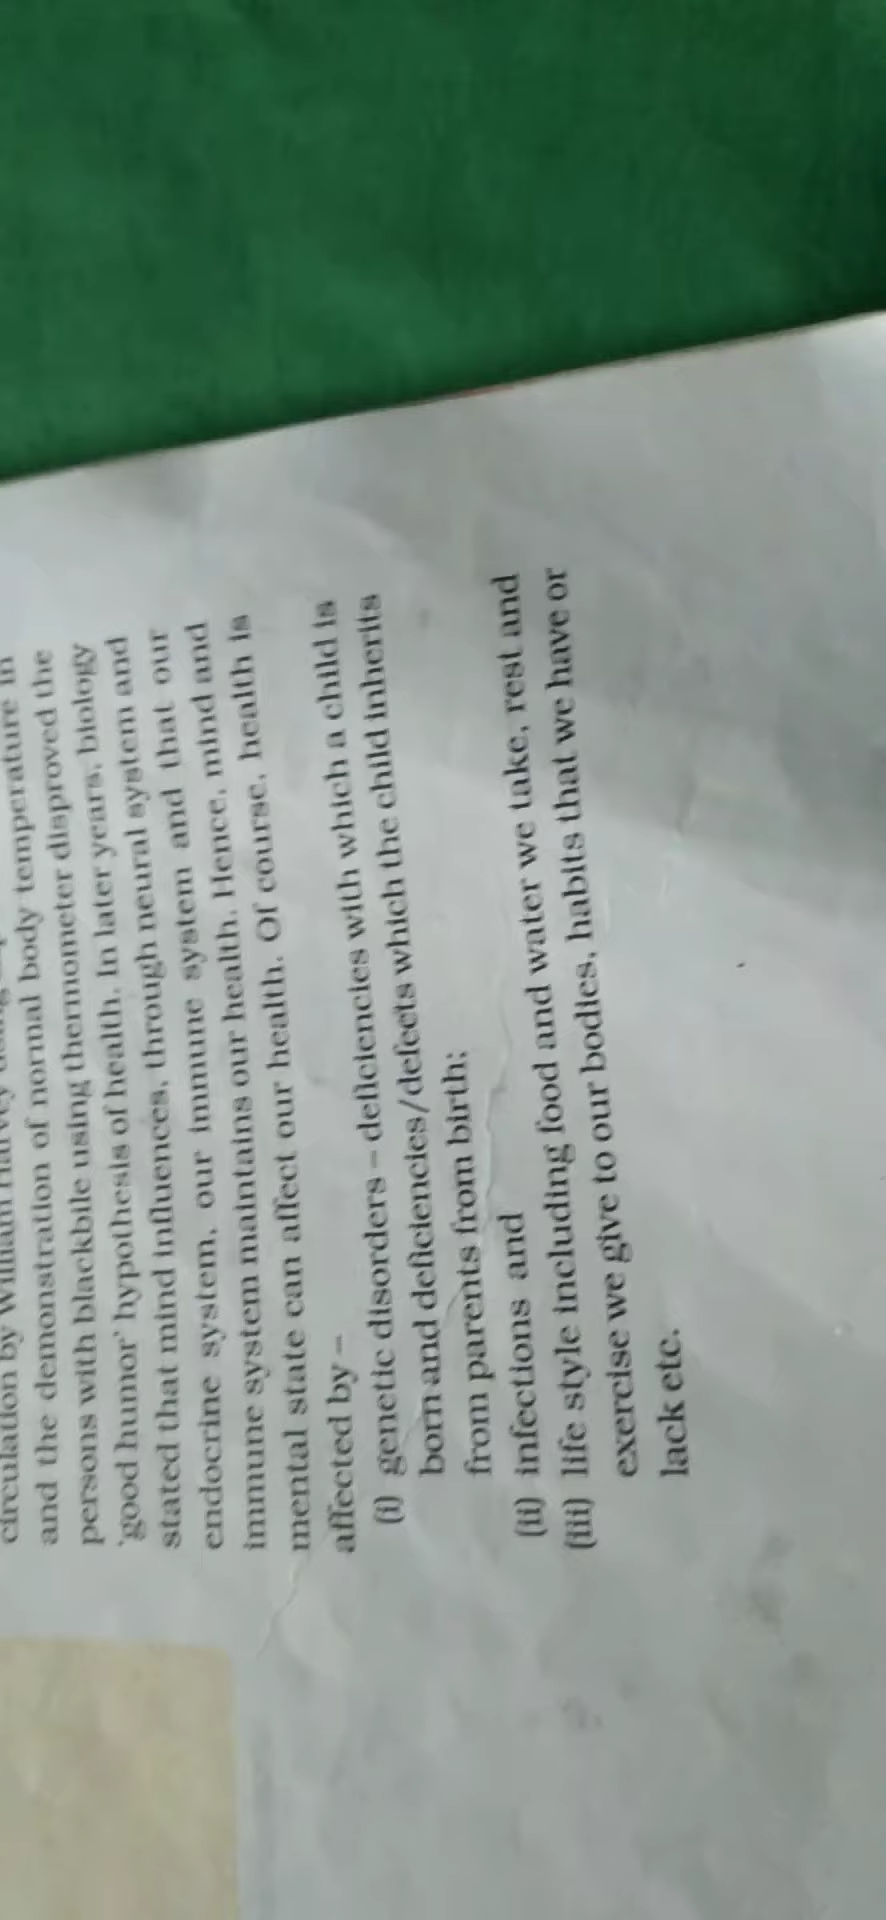 circulation by William Harvey
and the demonstration of normal body temperature in
persons with blackbile using thermometer disproved the
'good humor' hypothesis of health. In later years, biology
stated that mind influences, through neural system and
endocrine system, our immune system and that our
immune system maintains our health. Hence, mind and
mental state can affect our health. Of course, health is
affected by –
(i) genetic disorders – deficiencies with which a child is
born and deficiencies/defects which the child inherits
from parents from birth;
(ii) infections and
(iii) life style including food and water we take, rest and
exercise we give to our bodies, habits that we have or
lack etc.